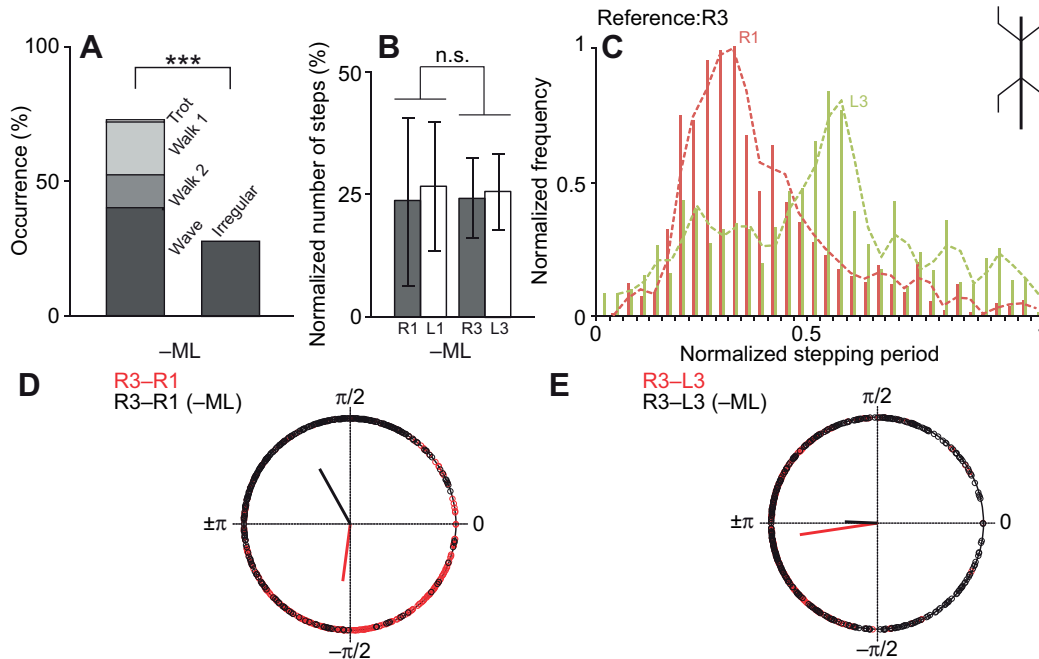 A
100
50
0
Occurrence (%)
***
Trot
Walk 1
Walk 2
Wave
Irregular
–ML
B
50
25
0
Normalized number of steps (%)
n.s.
R1 L1 R3 L3
–ML
Reference:R3
C
1
0.5
0
Normalized frequency
R1
L3
0 0.5
Normalized stepping period
D
R3–R1
R3–R1 (–ML)
π/2
±π
0
–π/2
E
R3–L3
R3–L3 (–ML)
π/2
±π
0
–π/2